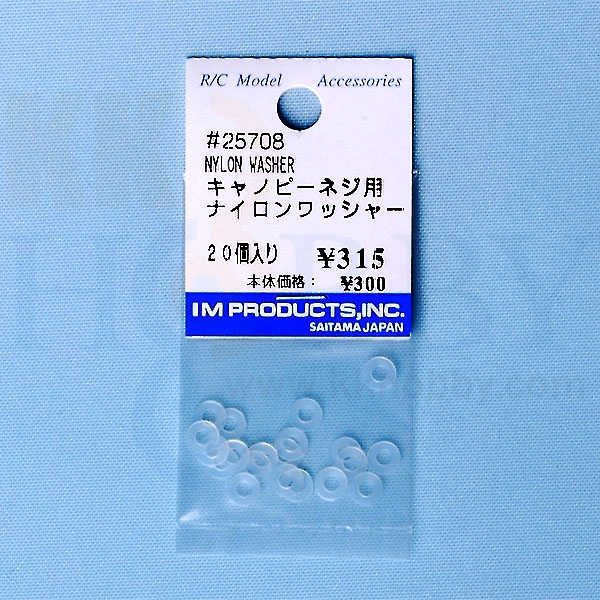 R/C Model Accessories
#25708
NYLON WASHER
キャノピーネジ用
ナイロンワッシャー
20個入り ¥315
本体価格: ¥300
IM PRODUCTS,INC.
SAITAMA JAPAN